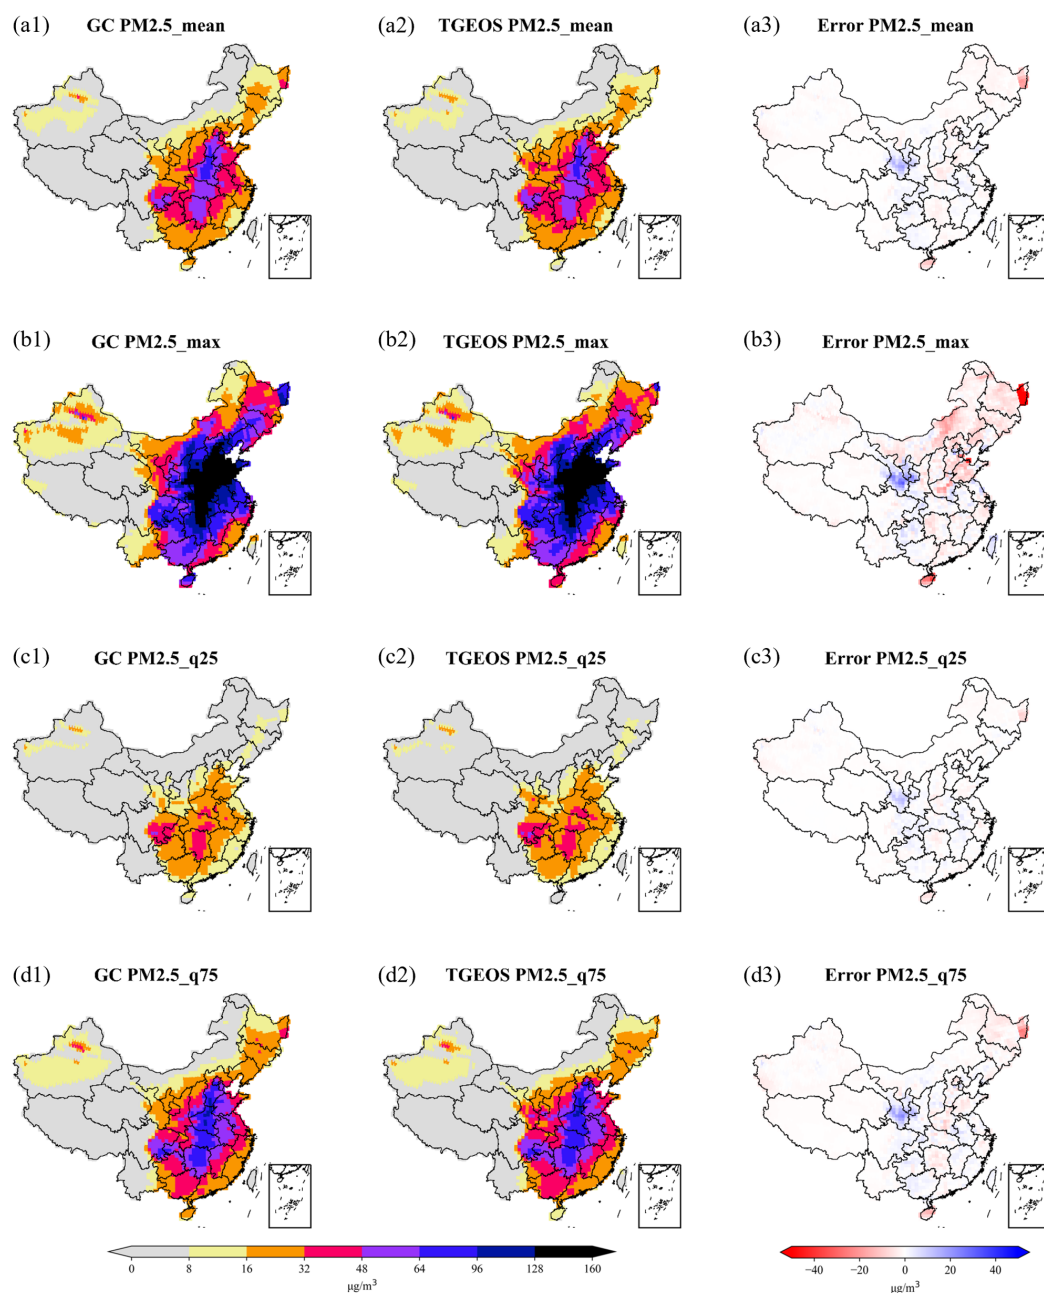 (a1) GC PM2.5_mean
(a2) TGEOS PM2.5_mean
(a3) Error PM2.5_mean
(b1) GC PM2.5_max
(b2) TGEOS PM2.5_max
(b3) Error PM2.5_max
(c1) GC PM2.5_q25
(c2) TGEOS PM2.5_q25
(c3) Error PM2.5_q25
(d1) GC PM2.5_q75
(d2) TGEOS PM2.5_q75
(d3) Error PM2.5_q75
0 8 16 32 48 64 96 128 160
μg/m³
−40 −20 0 20 40
μg/m³